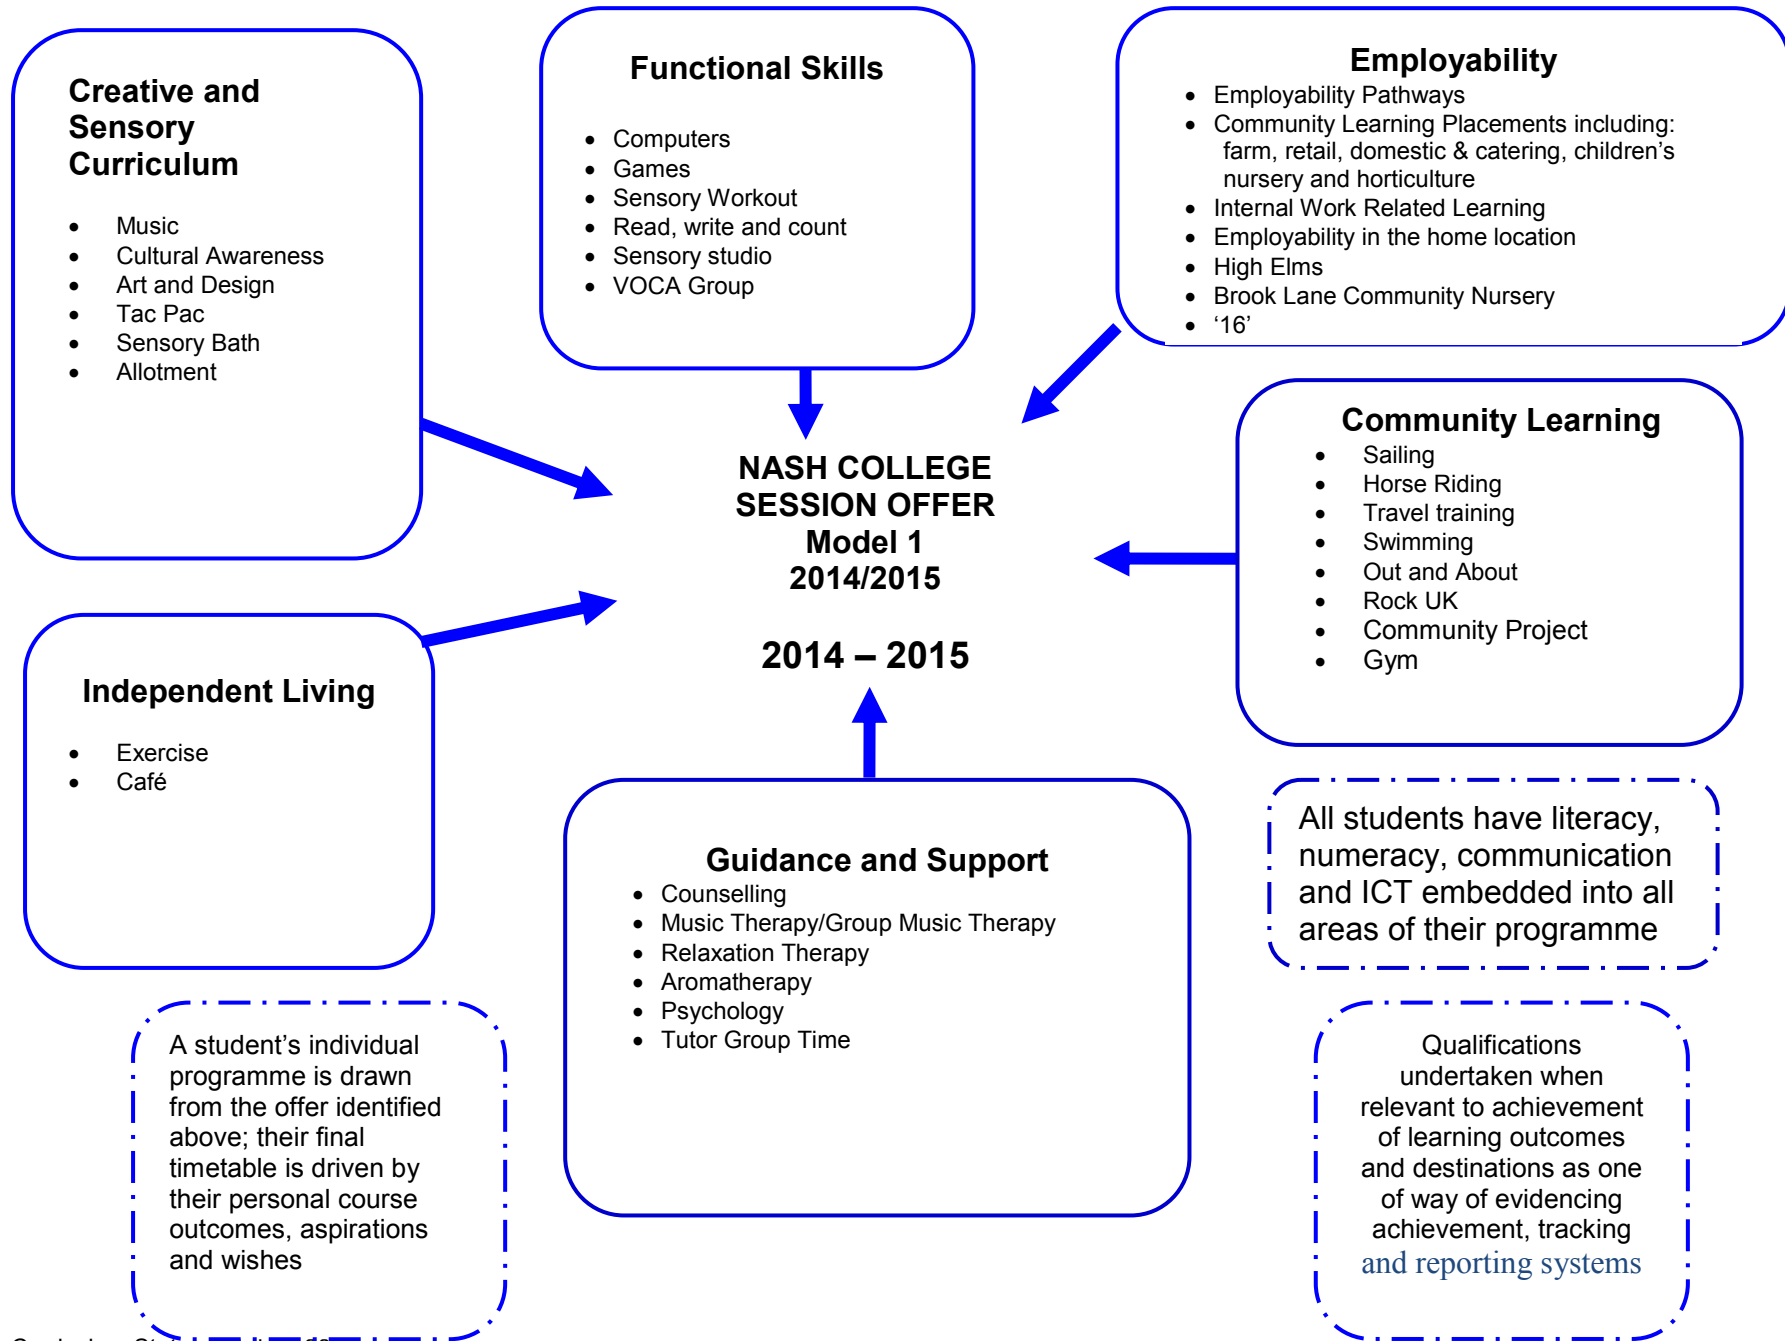 Creative and
Sensory
Curriculum
• Music
• Cultural Awareness
• Art and Design
• Tac Pac
• Sensory Bath
• Allotment
Functional Skills
• Computers
• Games
• Sensory Workout
• Read, write and count
• Sensory studio
• VOCA Group
Employability
• Employability Pathways
• Community Learning Placements including:
farm, retail, domestic & catering, children’s
nursery and horticulture
• Internal Work Related Learning
• Employability in the home location
• High Elms
• Brook Lane Community Nursery
• ‘16’
NASH COLLEGE
SESSION OFFER
Model 1
2014/2015
2014 – 2015
Community Learning
• Sailing
• Horse Riding
• Travel training
• Swimming
• Out and About
• Rock UK
• Community Project
• Gym
Independent Living
• Exercise
• Café
Guidance and Support
• Counselling
• Music Therapy/Group Music Therapy
• Relaxation Therapy
• Aromatherapy
• Psychology
• Tutor Group Time
All students have literacy,
numeracy, communication
and ICT embedded into all
areas of their programme
A student’s individual
programme is drawn
from the offer identified
above; their final
timetable is driven by
their personal course
outcomes, aspirations
and wishes
Qualifications
undertaken when
relevant to achievement
of learning outcomes
and destinations as one
of way of evidencing
achievement, tracking
and reporting systems